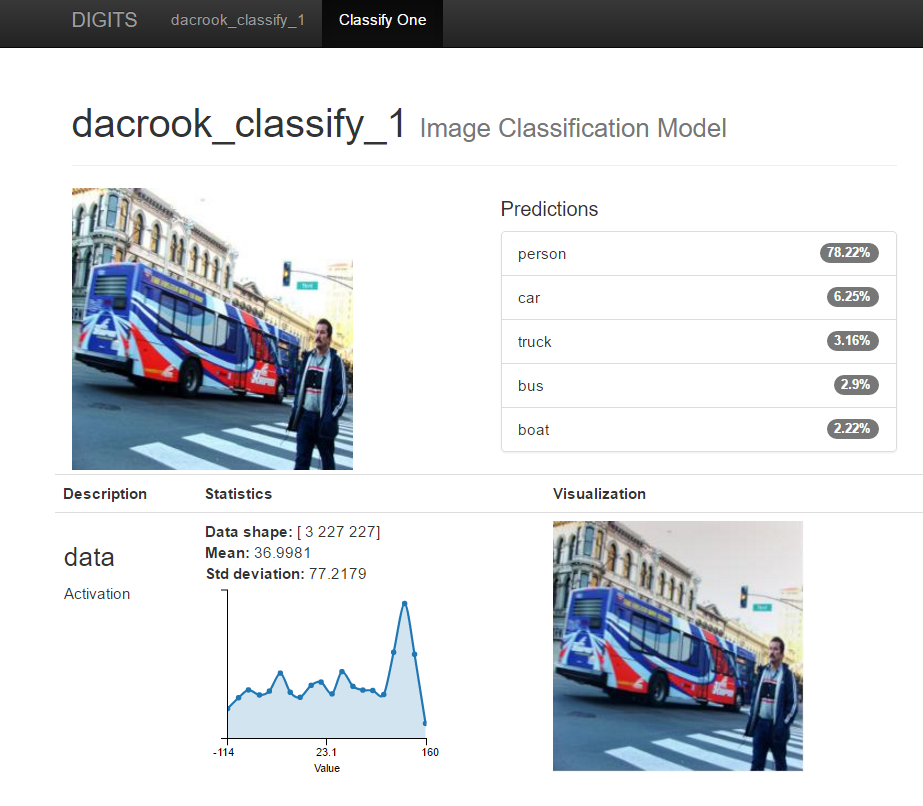 DIGITS dacrook_classify_1 Classify One
dacrook_classify_1 Image Classification Model
Predictions
person 78.22%
car 6.25%
truck 3.16%
bus 2.9%
boat 2.22%
Description Statistics Visualization
data
Activation
Data shape: [ 3 227 227]
Mean: 36.9981
Std deviation: 77.2179
-114 23.1 160
Value